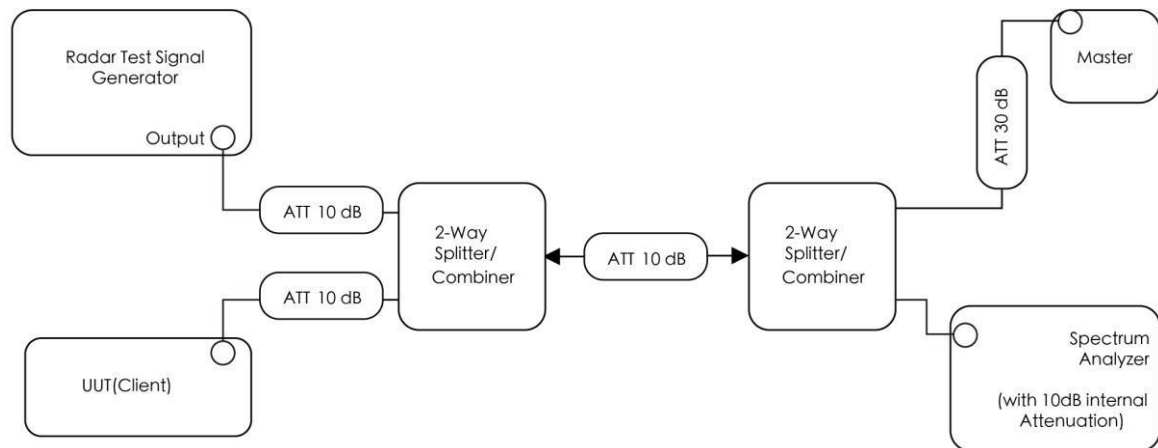 Radar Test Signal
Generator
Output
ATT 10 dB
ATT 10 dB
UUT(Client)
2-Way
Splitter/
Combiner
ATT 10 dB
2-Way
Splitter/
Combiner
ATT 30 dB
Master
Spectrum
Analyzer
(with 10dB internal
Attenuation)